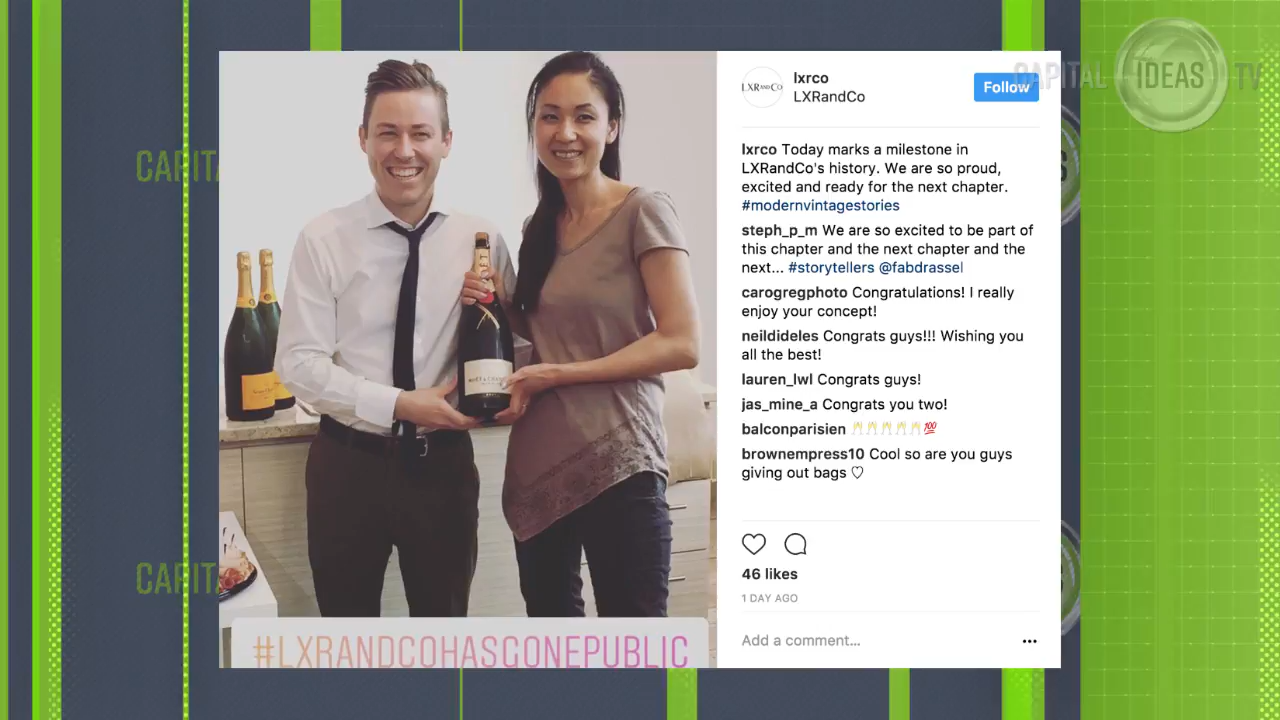 CAPITAL IDEAS TV
lxrco
LXRandCo
LXRANDCO
Follow
lxrco Today marks a milestone in
LXRandCo's history. We are so proud,
excited and ready for the next chapter.
#modernvintagestories
steph_p_m We are so excited to be part of
this chapter and the next chapter and the
next... #storytellers @fabdrassel
carogregphoto Congratulations! I really
enjoy your concept!
neildideles Congrats guys!!! Wishing you
all the best!
lauren_lwl Congrats guys!
jas_mine_a Congrats you two!
balconparisien 🥂🥂🥂🥂🥂💯
brownempress10 Cool so are you guys
giving out bags ♡
46 likes
1 DAY AGO
Add a comment...
#LXRANDCOHASGONEPUBLIC
CAPITA
CAPITA